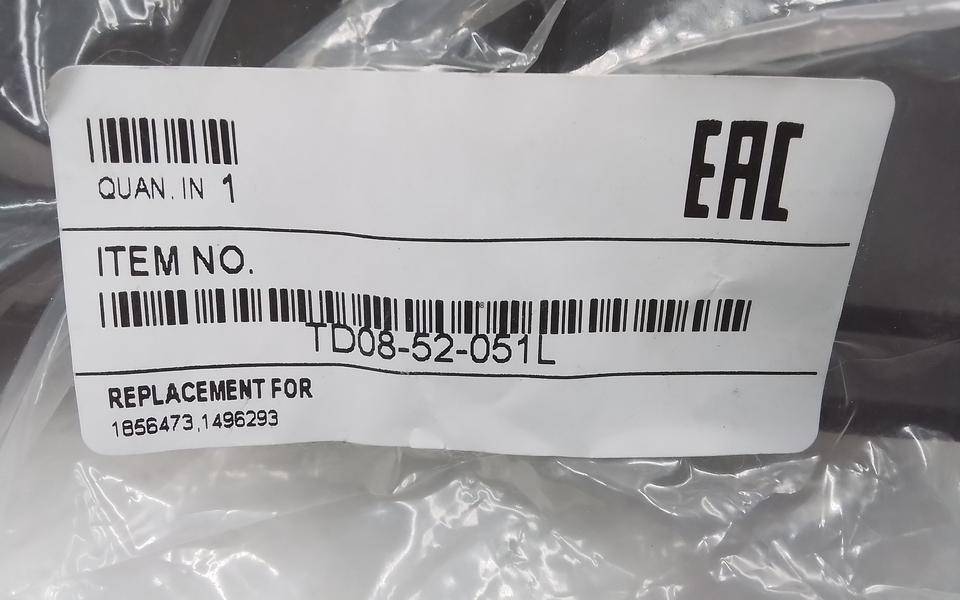 EAC
QUAN. IN 1
ITEM NO.
TD08-52-051L
REPLACEMENT FOR
1856473,1496293